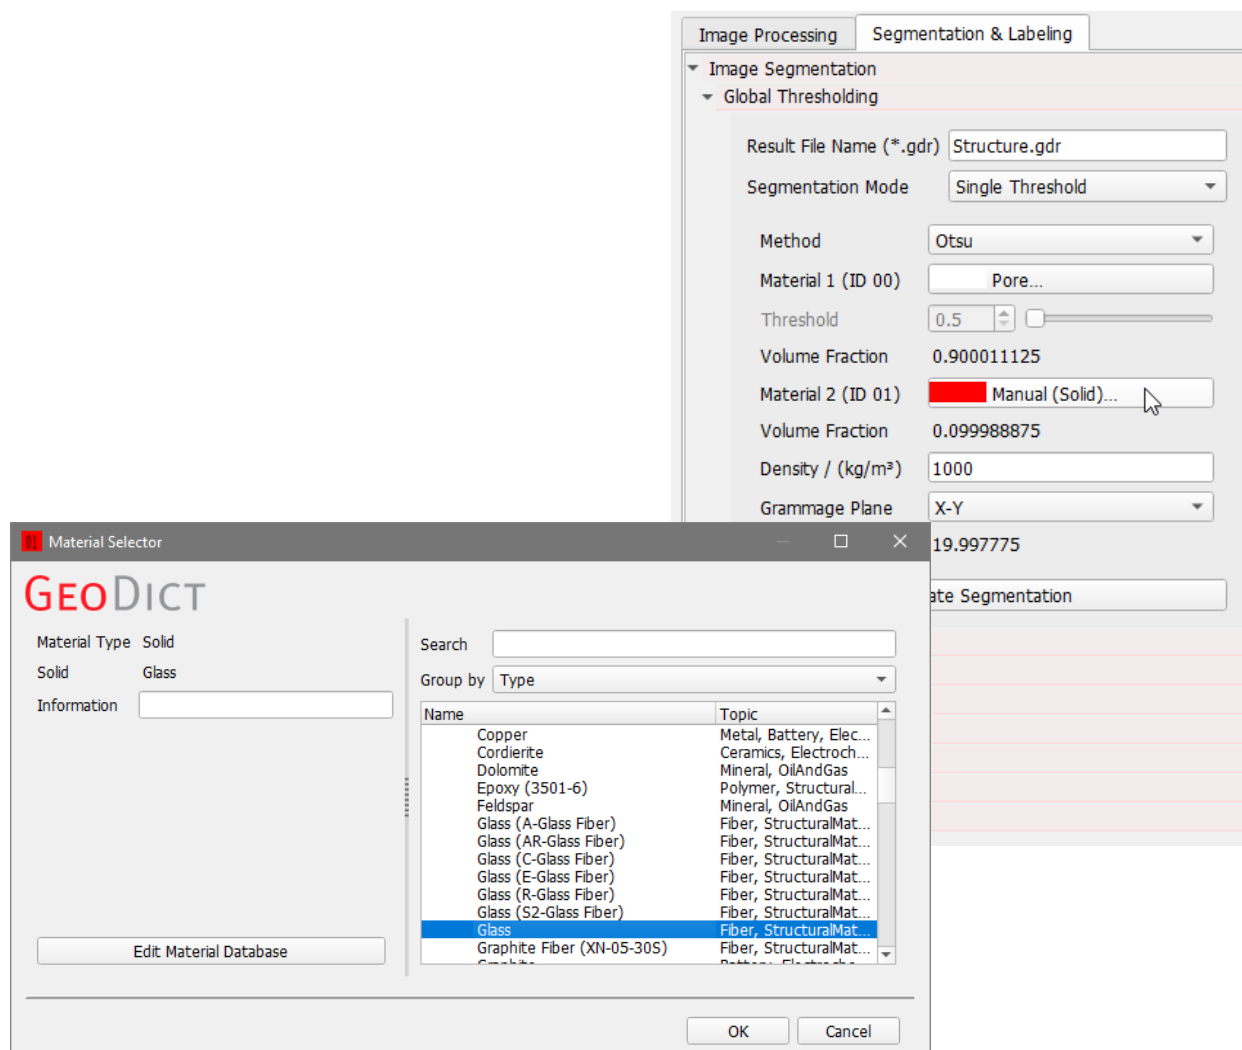 Image Processing
Segmentation & Labeling
Image Segmentation
Global Thresholding
Result File Name (*.gdr) Structure.gdr
Segmentation Mode Single Threshold
Method Otsu
Material 1 (ID 00) Pore...
Threshold 0.5
Volume Fraction 0.900011125
Material 2 (ID 01) Manual (Solid)...
Volume Fraction 0.099988875
Density / (kg/m³) 1000
Grammage Plane X-Y
19.997775
ate Segmentation
01 Material Selector
GEODICT
Material Type Solid
Solid Glass
Information
Edit Material Database
Search
Group by Type
Name Topic
Copper Metal, Battery, Elec...
Cordierite Ceramics, Electroch...
Dolomite Mineral, OilAndGas
Epoxy (3501-6) Polymer, Structural...
Feldspar Mineral, OilAndGas
Glass (A-Glass Fiber) Fiber, StructuralMat...
Glass (AR-Glass Fiber) Fiber, StructuralMat...
Glass (C-Glass Fiber) Fiber, StructuralMat...
Glass (E-Glass Fiber) Fiber, StructuralMat...
Glass (R-Glass Fiber) Fiber, StructuralMat...
Glass (S2-Glass Fiber) Fiber, StructuralMat...
Glass Fiber, StructuralMat...
Graphite Fiber (XN-05-30S) Fiber, StructuralMat...
OK Cancel